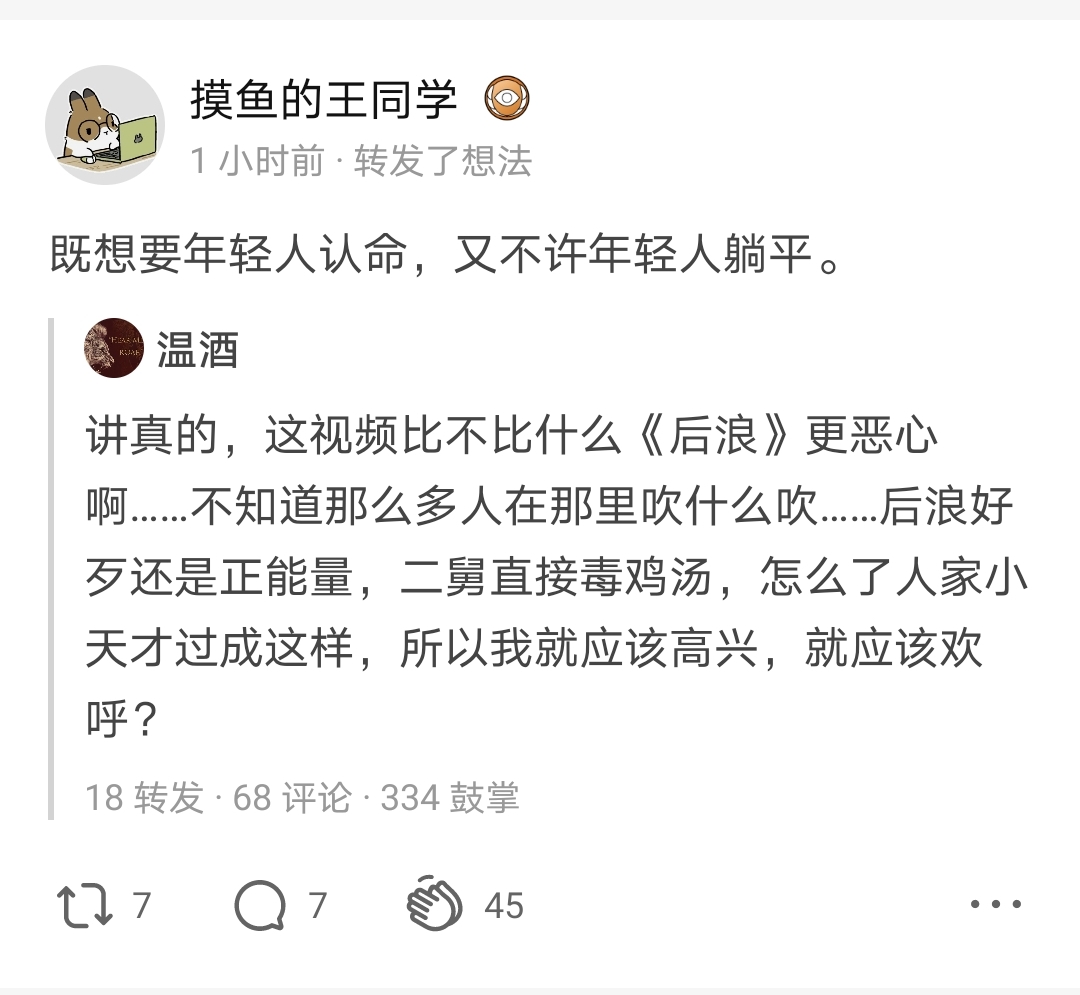 摸鱼的王同学
1 小时前 · 转发了想法
既想要年轻人认命，又不许年轻人躺平。
温酒
讲真的，这视频比不比什么《后浪》更恶心
啊……不知道那么多人在那里吹什么吹……后浪好
歹还是正能量，二舅直接毒鸡汤，怎么了人家小
天才过成这样，所以我就应该高兴，就应该欢
呼？
18 转发 · 68 评论 · 334 鼓掌
7 7 45